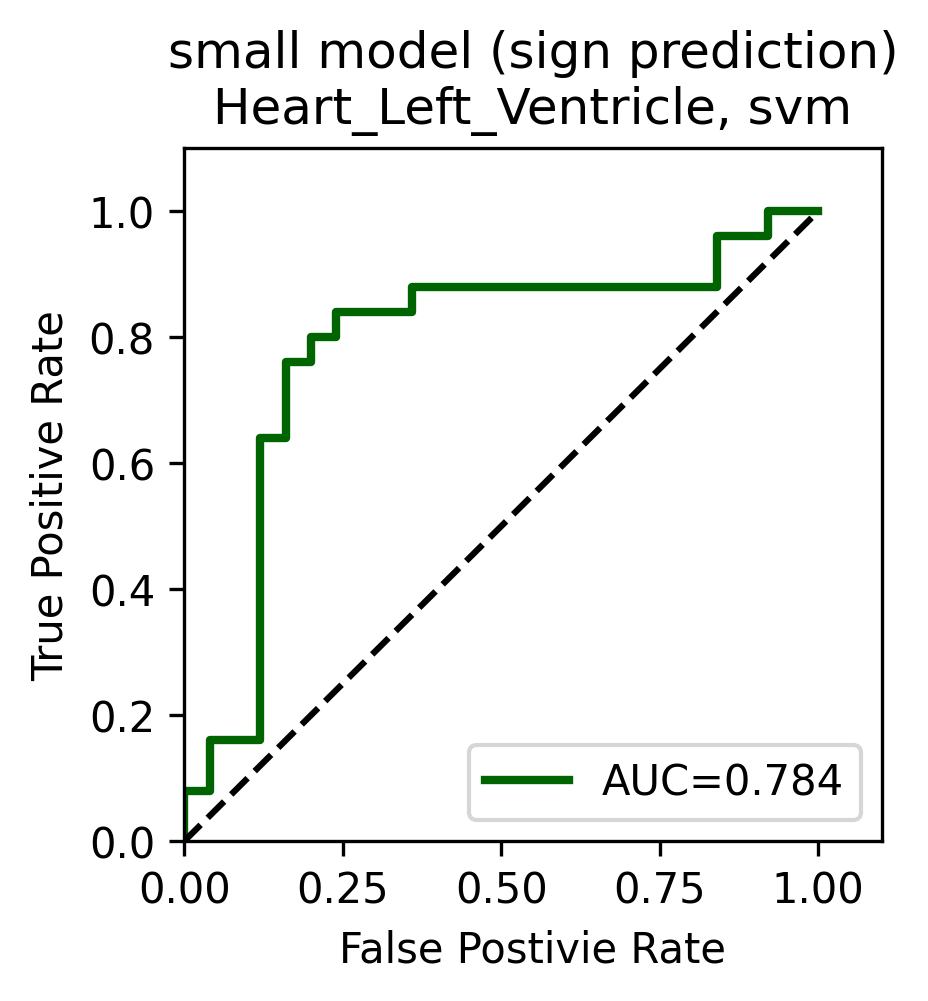 small model (sign prediction)
Heart_Left_Ventricle, svm
True Positive Rate
1.0
0.8
0.6
0.4
0.2
0.0
AUC=0.784
0.00 0.25 0.50 0.75 1.00
False Postivie Rate